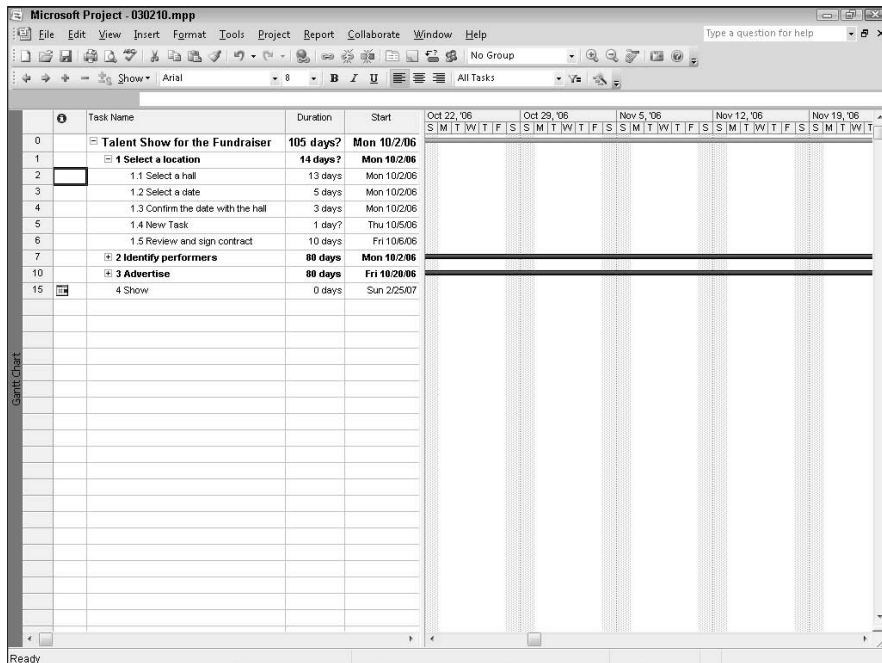 Microsoft Project - 030210.mpp
File Edit View Insert Format Tools Project Report Collaborate Window Help Type a question for help
No Group
Show Arial 8 B I U All Tasks
Task Name Duration Start Oct 22, '06 Oct 29, '06 Nov 5, '06 Nov 12, '06 Nov 19, '06
S M T W T F S S M T W T F S S M T W T F S S M T W T F S S M T W T
0 Talent Show for the Fundraiser 105 days? Mon 10/2/06
1 1 Select a location 14 days? Mon 10/2/06
2 1.1 Select a hall 13 days Mon 10/2/06
3 1.2 Select a date 5 days Mon 10/2/06
4 1.3 Confirm the date with the hall 3 days Mon 10/2/06
5 1.4 New Task 1 day? Thu 10/5/06
6 1.5 Review and sign contract 10 days Fri 10/6/06
7 2 Identify performers 80 days Mon 10/2/06
10 3 Advertise 80 days Fri 10/20/06
15 4 Show 0 days Sun 2/25/07
Gantt Chart
Ready